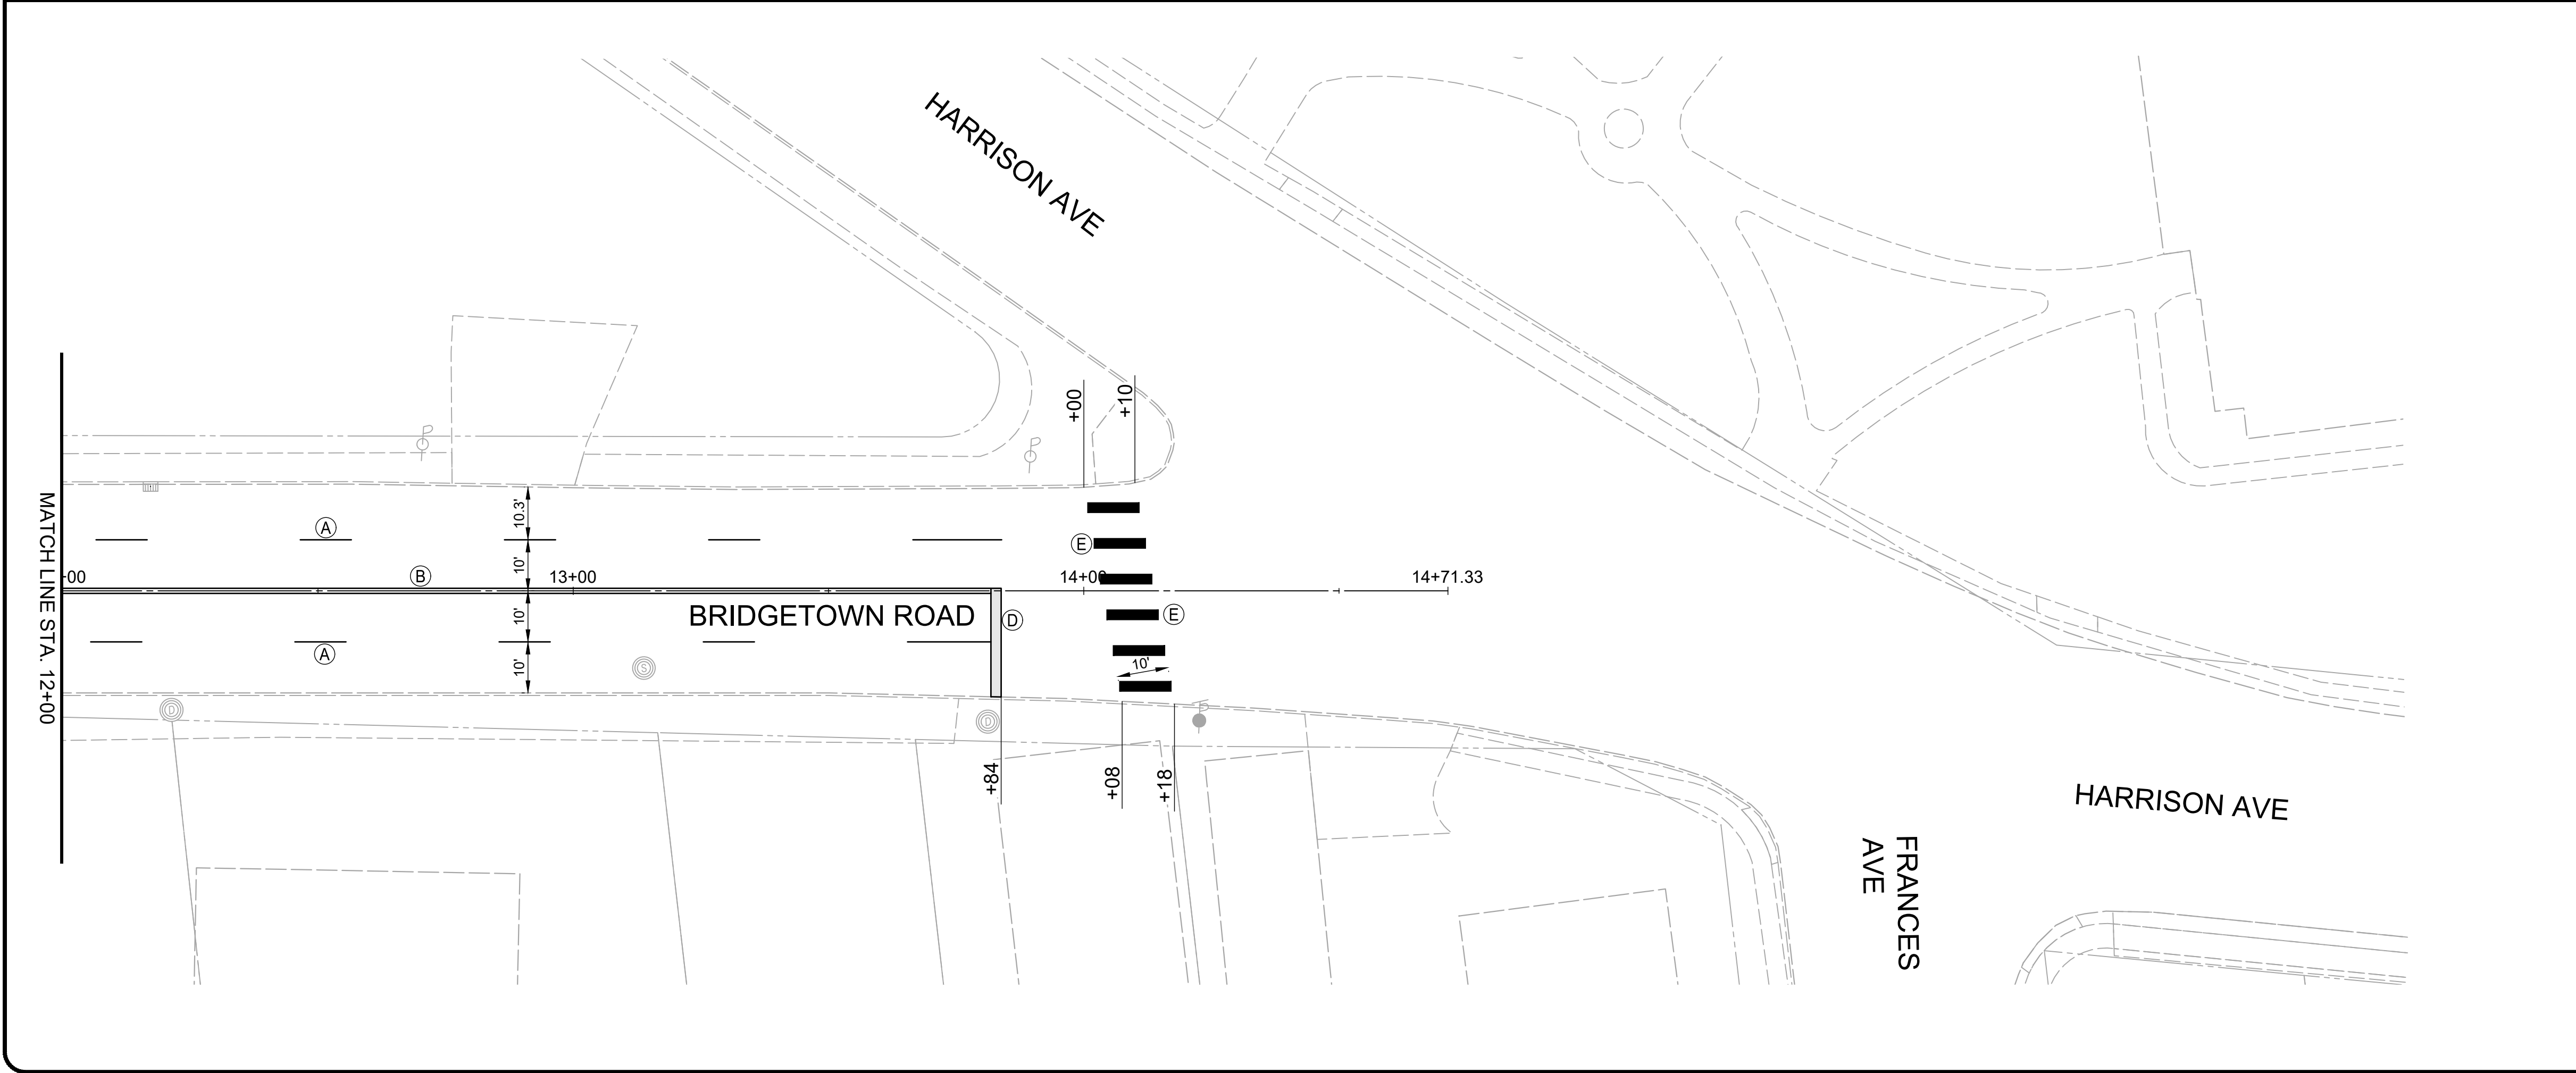 HARRISON AVE
+00
+10
10.3'
A
E
10'
B
-00
13+00
14+00
14+71.33
MATCH LINE STA. 12+00
BRIDGETOWN ROAD
D
E
10'
A
S
10'
10'
D
D
+84
+08
+18
HARRISON AVE
FRANCES
AVE